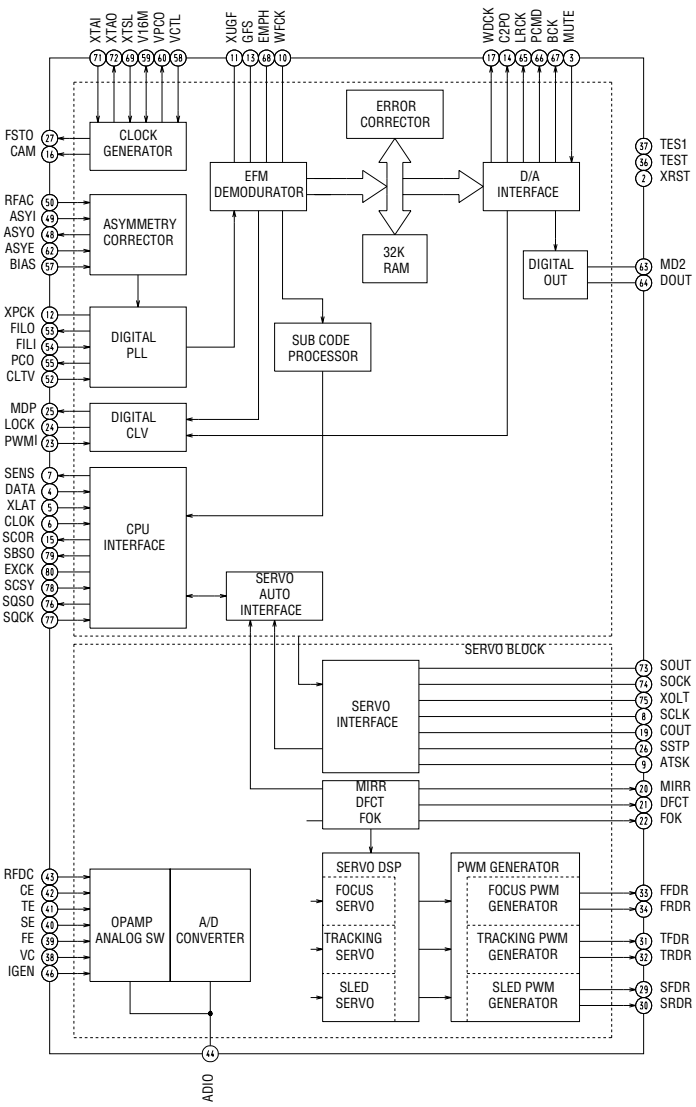 XTAI
XTAO
XTSL
V16M
VPCO
VCTL
XUGF
GFS
EMPH
WFCK
WDCK
C2PO
LRCK
PCMD
BCK
MUTE
71 72 69 59 60 58 11 13 68 10 17 14 65 66 67 3
FSTO 27
CAM 16
CLOCK
GENERATOR
ERROR
CORRECTOR
37 TES1
36 TEST
2 XRST
EFM
DEMODURATOR
D/A
INTERFACE
RFAC 50
ASYI 49
ASYO 48
ASYE 62
BIAS 57
ASYMMETRY
CORRECTOR
32K
RAM
DIGITAL
OUT
63 MD2
64 DOUT
XPCK 12
FILO 53
FILI 54
PCO 55
CLTV 52
DIGITAL
PLL
SUB CODE
PROCESSOR
MDP 25
LOCK 24
PWMI 23
DIGITAL
CLV
SENS 7
DATA 4
XLAT 5
CLOK 6
SCOR 15
SBSO 79
EXCK 80
SCSY 78
SQSO 76
SQCK 77
CPU
INTERFACE
SERVO
AUTO
INTERFACE
SERVO BLOCK
SERVO
INTERFACE
73 SOUT
74 SOCK
75 XOLT
8 SCLK
19 COUT
26 SSTP
9 ATSK
MIRR
DFCT
FOK
20 MIRR
21 DFCT
22 FOK
RFDC 43
CE 42
TE 41
SE 40
FE 39
VC 38
IGEN 46
OPAMP
ANALOG SW
A/D
CONVERTER
SERVO DSP
FOCUS
SERVO
TRACKING
SERVO
SLED
SERVO
PWM GENERATOR
FOCUS PWM
GENERATOR
TRACKING PWM
GENERATOR
SLED PWM
GENERATOR
33 FFDR
34 FRDR
31 TFDR
32 TRDR
29 SFDR
30 SRDR
44
ADIO